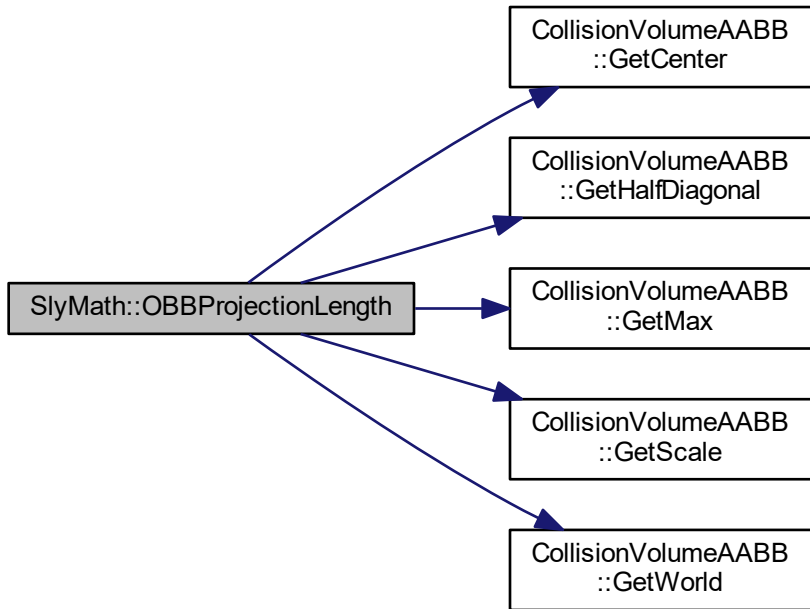 CollisionVolumeAABB
::GetCenter
CollisionVolumeAABB
::GetHalfDiagonal
SlyMath::OBBProjectionLength
CollisionVolumeAABB
::GetMax
CollisionVolumeAABB
::GetScale
CollisionVolumeAABB
::GetWorld